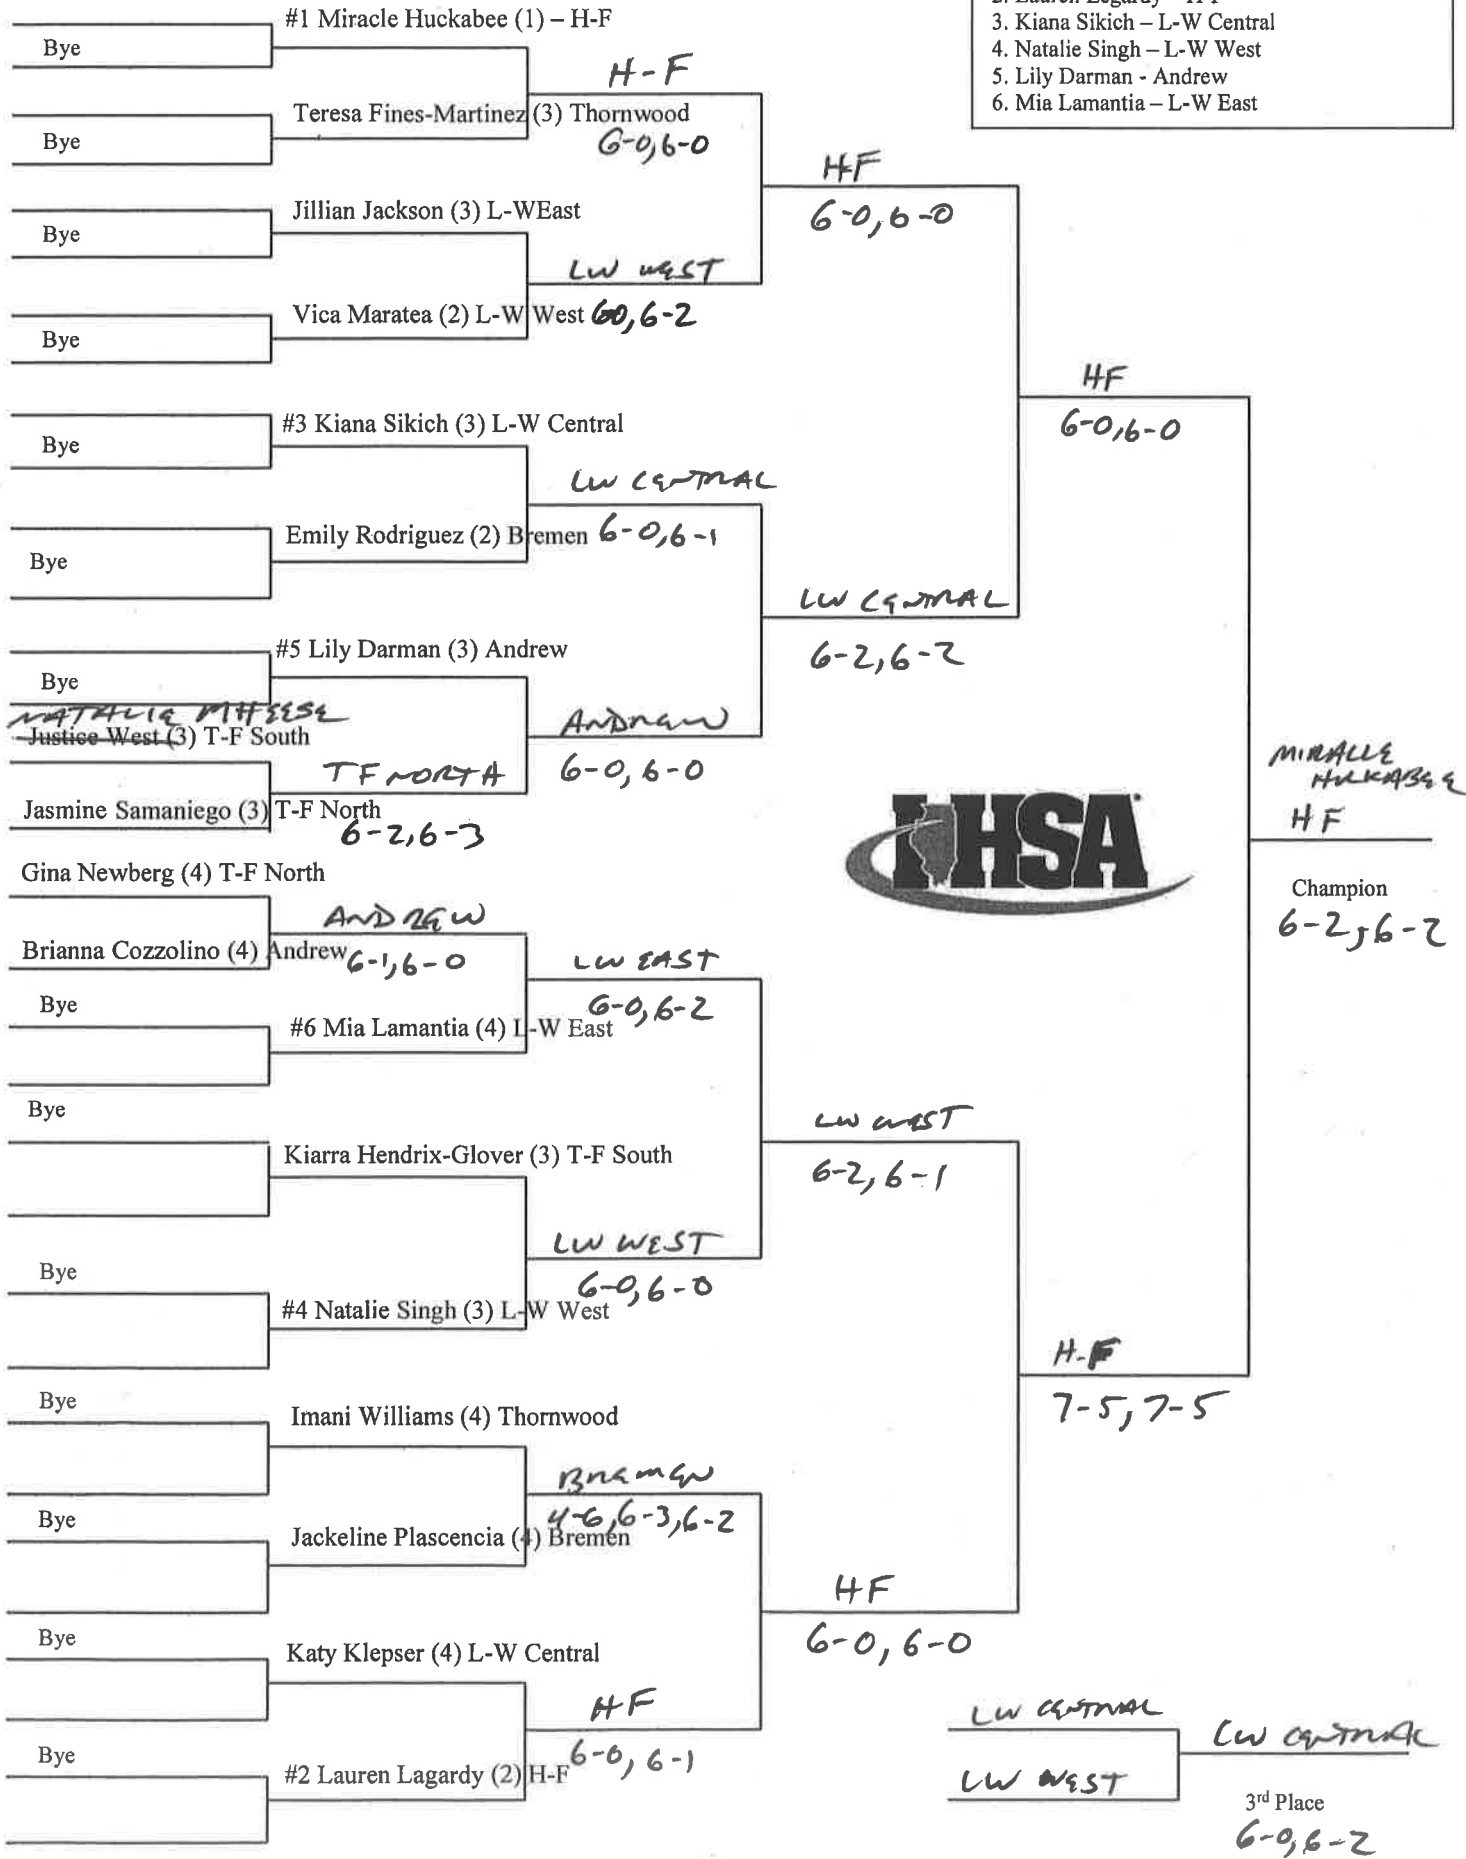 #1 Miracle Huckabee (1) – H-F
Bye
H-F
Teresa Fines-Martinez (3) Thornwood
Bye
6-0, 6-0
Jillian Jackson (3) L-WEast
Bye
LW WEST
Vica Maratea (2) L-W West 60, 6-2
Bye
HF
6-0, 6-0
#3 Kiana Sikich (3) L-W Central
Bye
LW CENTRAL
Emily Rodriguez (2) Bremen 6-0, 6-1
Bye
LW CENTRAL
6-2, 6-2
#5 Lily Darman (3) Andrew
Bye
NATALIE
Justice West (3) T-F South
ANDREW
6-0, 6-0
TF NORTH
Jasmine Samaniego (3) T-F North
6-2, 6-3
HF
6-0, 6-0
Gina Newberg (4) T-F North
ANDREW
Brianna Cozzolino (4) Andrew
6-1, 6-0
LW EAST
6-0, 6-2
Bye
#6 Mia Lamantia (4) L-W East
Bye
Kiarra Hendrix-Glover (3) T-F South
LW WEST
6-2, 6-1
LW WEST
6-0, 6-0
Bye
#4 Natalie Singh (3) L-W West
H-F
7-5, 7-5
Bye
Imani Williams (4) Thornwood
Bremen
4-6, 6-3, 6-2
Bye
Jackeline Plascencia (4) Bremen
HF
6-0, 6-0
Bye
Katy Klepser (4) L-W Central
HF
6-0, 6-1
Bye
#2 Lauren Lagardy (2) H-F
3. Kiana Sikich – L-W Central
4. Natalie Singh – L-W West
5. Lily Darman - Andrew
6. Mia Lamantia – L-W East
IHSA
MIRACLE
HUCKABEE
HF
Champion
6-2, 6-2
LW CENTRAL
LW WEST
LW CENTRAL
3rd Place
6-0, 6-2